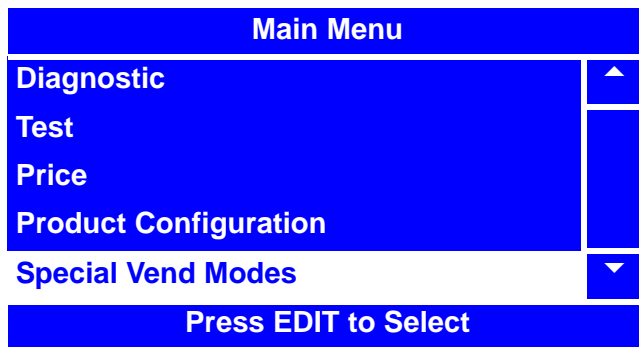 Main Menu
Diagnostic
Test
Price
Product Configuration
Special Vend Modes
Press EDIT to Select